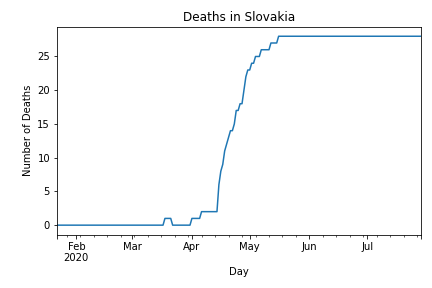 Deaths in Slovakia
Number of Deaths
25
20
15
10
5
0
Feb
2020
Mar
Apr
May
Jun
Jul
Day